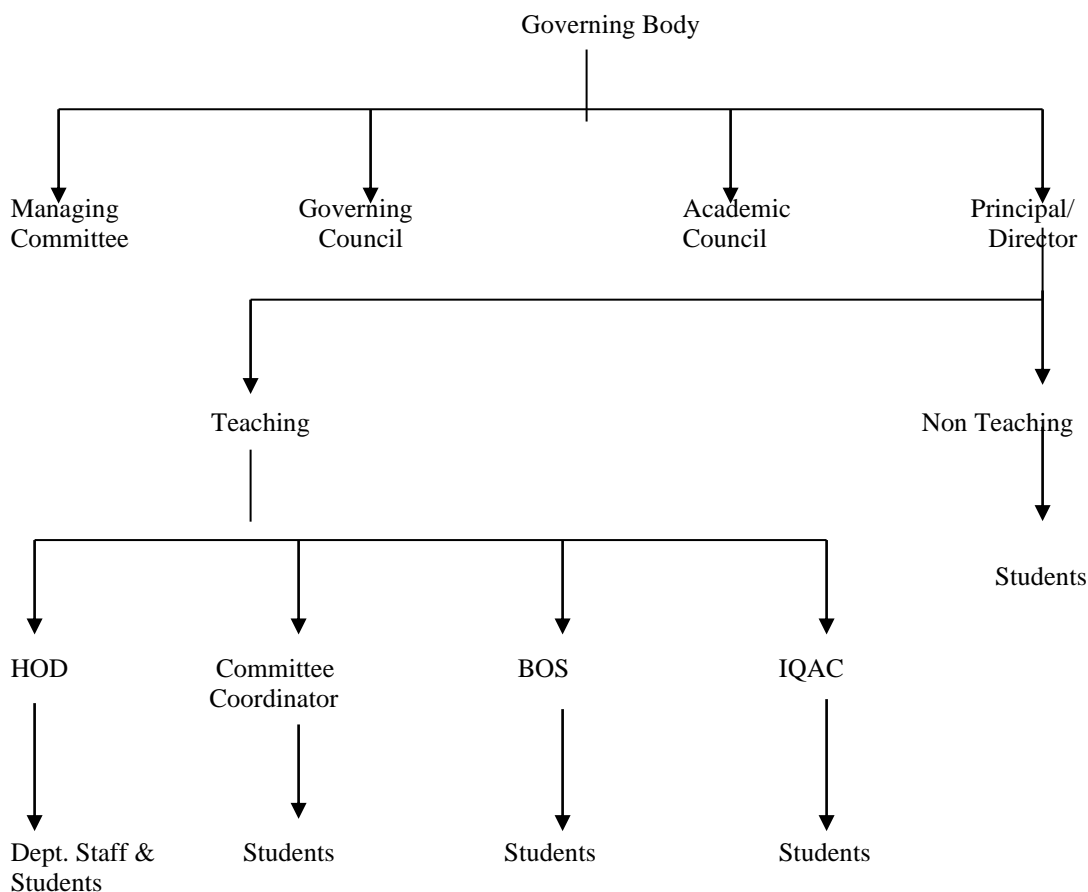 Governing Body
Managing
Committee
Governing
Council
Academic
Council
Principal/
Director
Teaching
Non Teaching
Students
HOD
Committee
Coordinator
BOS
IQAC
Dept. Staff &
Students
Students
Students
Students